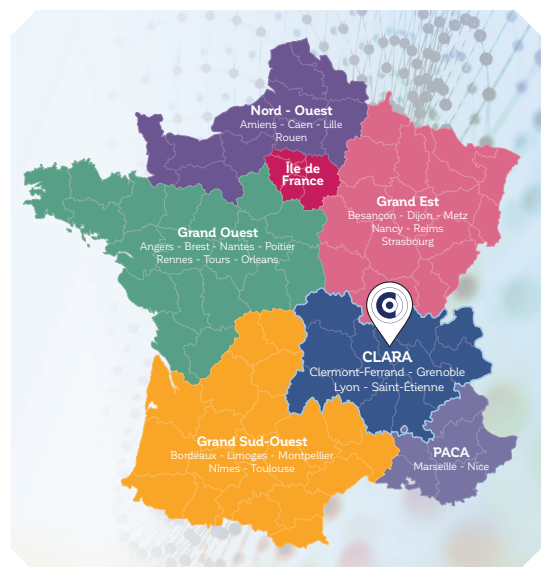 Nord - Ouest
Amiens - Caen - Lille
Rouen
Île de
France
Grand Est
Besançon - Dijon - Metz
Nancy - Reims
Strasbourg
Grand Ouest
Angers - Brest - Nantes - Poitier
Rennes - Tours - Orleans
CLARA
Clermont-Ferrand - Grenoble
Lyon - Saint-Étienne
Grand Sud-Ouest
Bordeaux - Limoges - Montpellier
Nîmes - Toulouse
PACA
Marseille - Nice